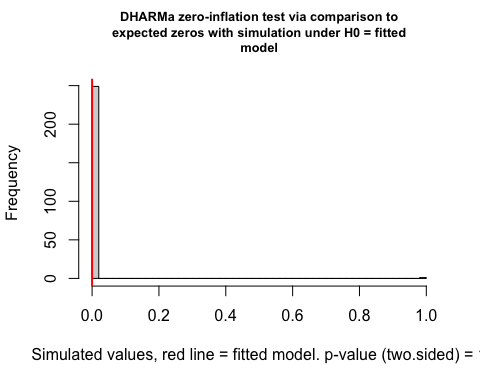 DHARMa zero-inflation test via comparison to
expected zeros with simulation under H0 = fitted
model
Frequency
200
100
50
0
0.0 0.2 0.4 0.6 0.8 1.0
Simulated values, red line = fitted model. p-value (two.sided) =